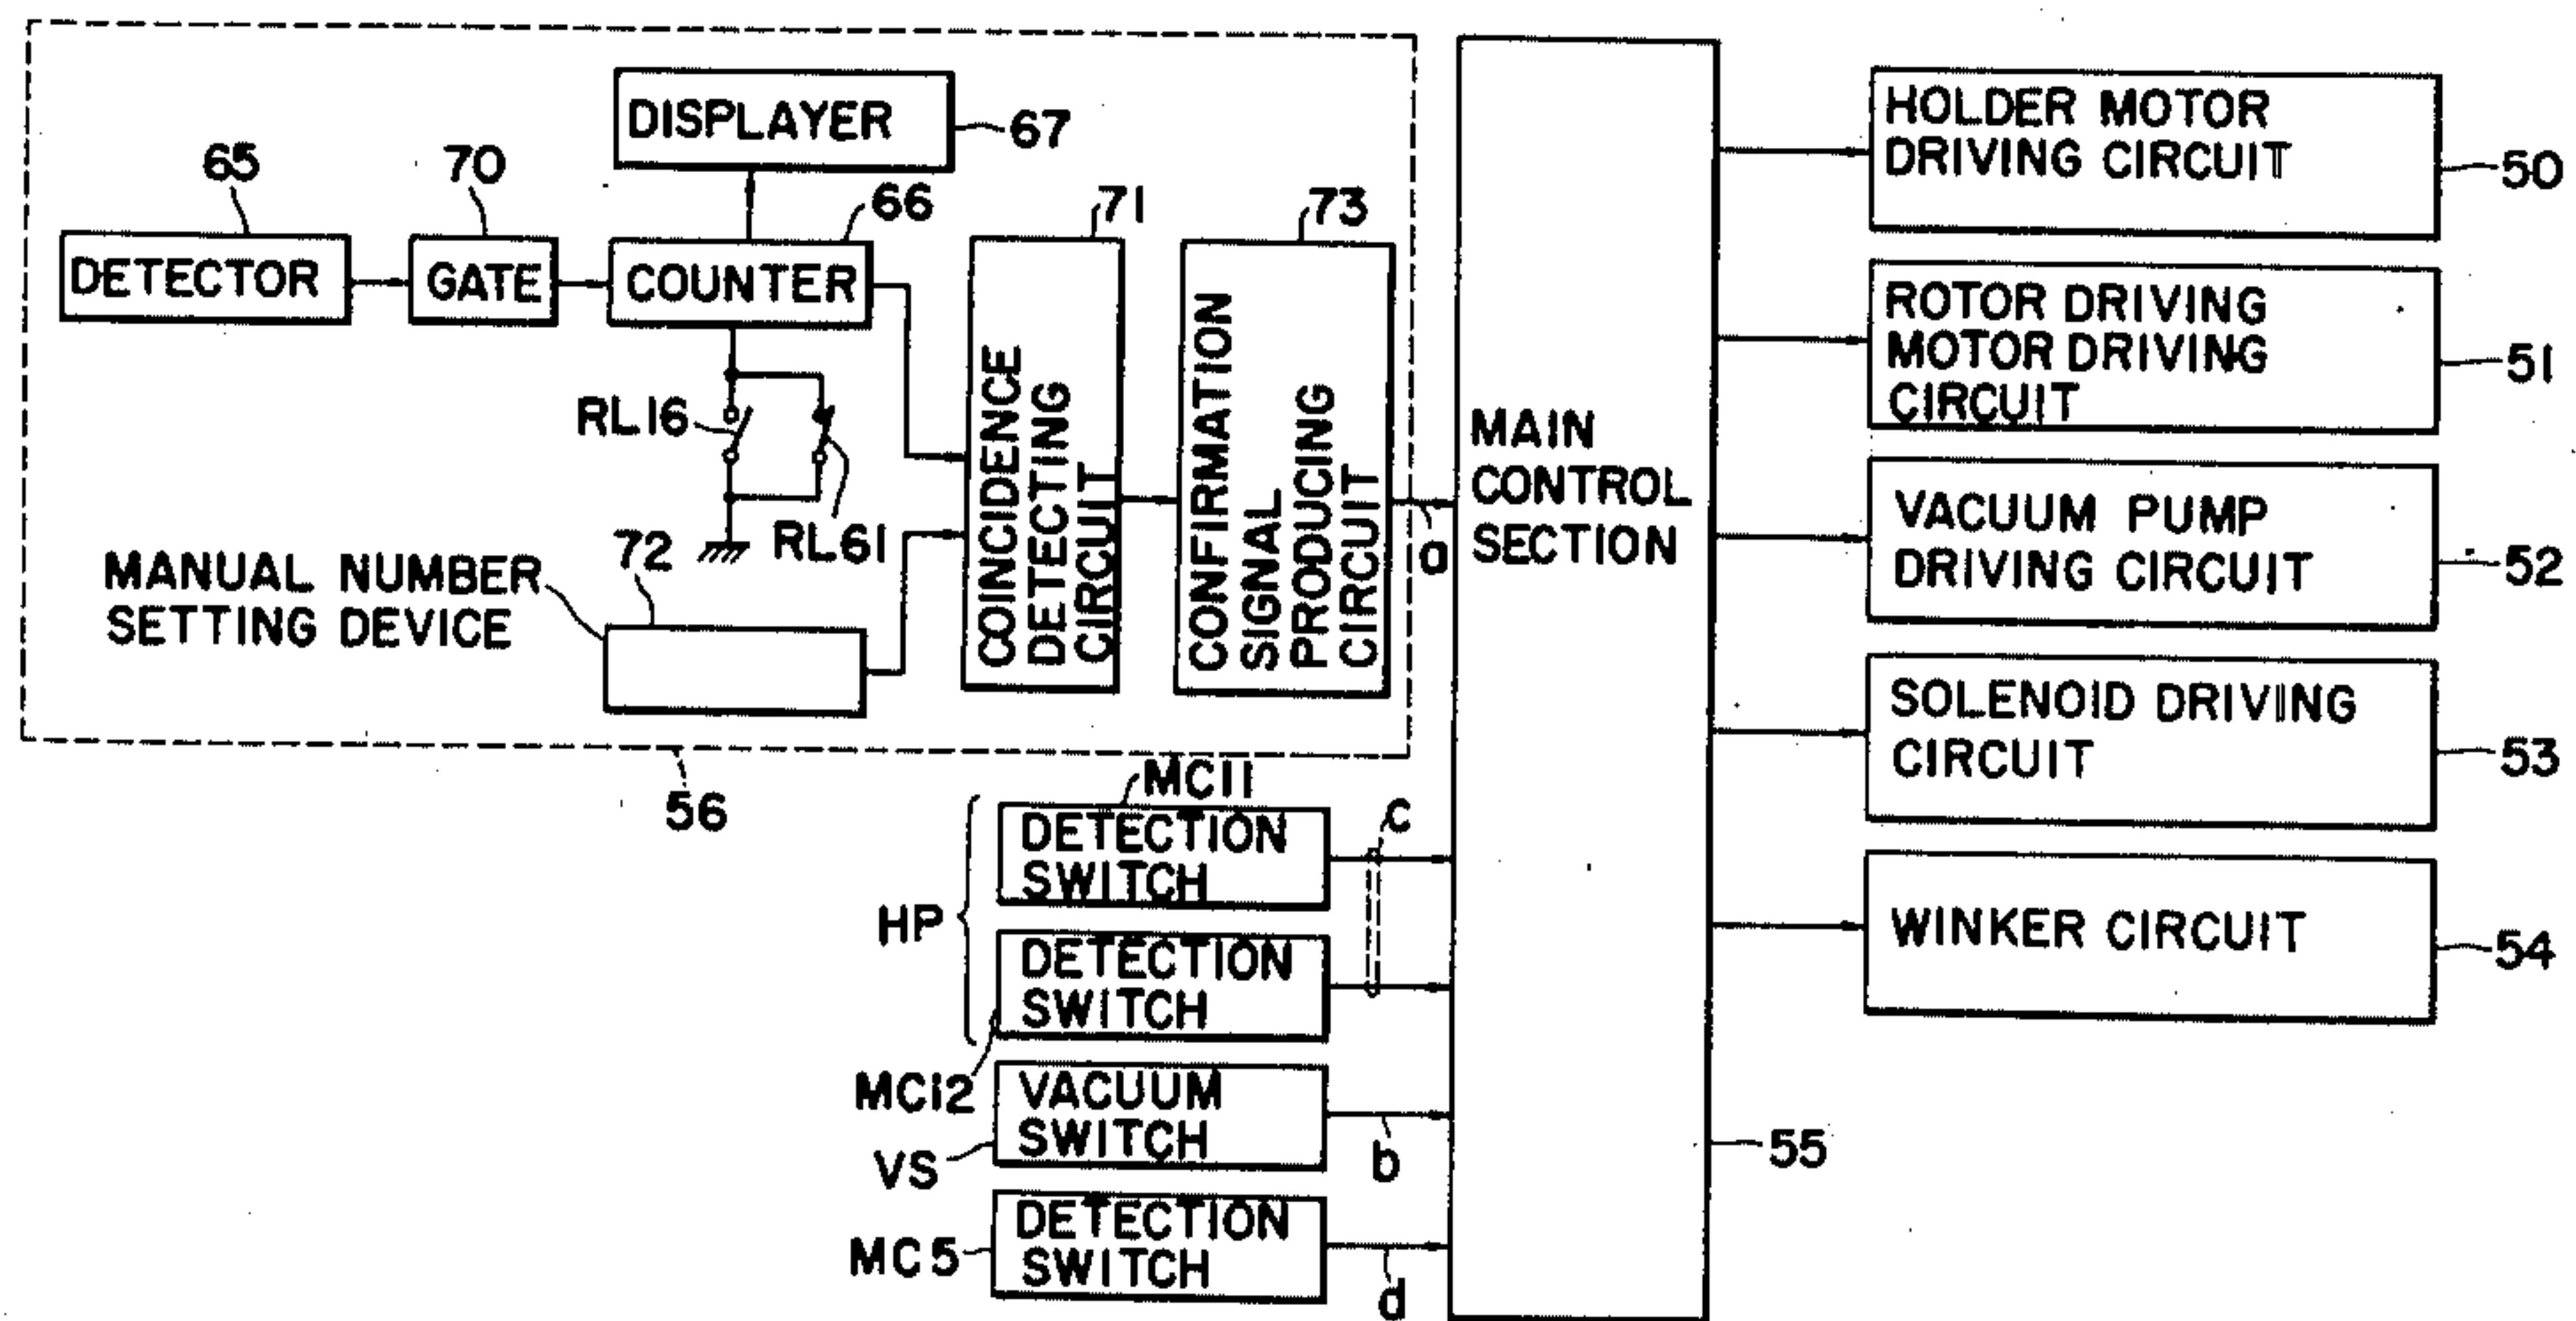 DISPLAYER
67
65
70
66
71
73
DETECTOR
GATE
COUNTER
RL16
RL61
COINCIDENCE
DETECTING
CIRCUIT
CONFIRMATION
SIGNAL
PRODUCING
CIRCUIT
a
MANUAL NUMBER
SETTING DEVICE
72
56
MAIN
CONTROL
SECTION
55
HOLDER MOTOR
DRIVING CIRCUIT
50
ROTOR DRIVING
MOTOR DRIVING
CIRCUIT
51
VACUUM PUMP
DRIVING CIRCUIT
52
SOLENOID DRIVING
CIRCUIT
53
WINKER CIRCUIT
54
MC11
DETECTION
SWITCH
c
HP
DETECTION
SWITCH
MC12
VACUUM
SWITCH
VS
b
DETECTION
SWITCH
MC5
d